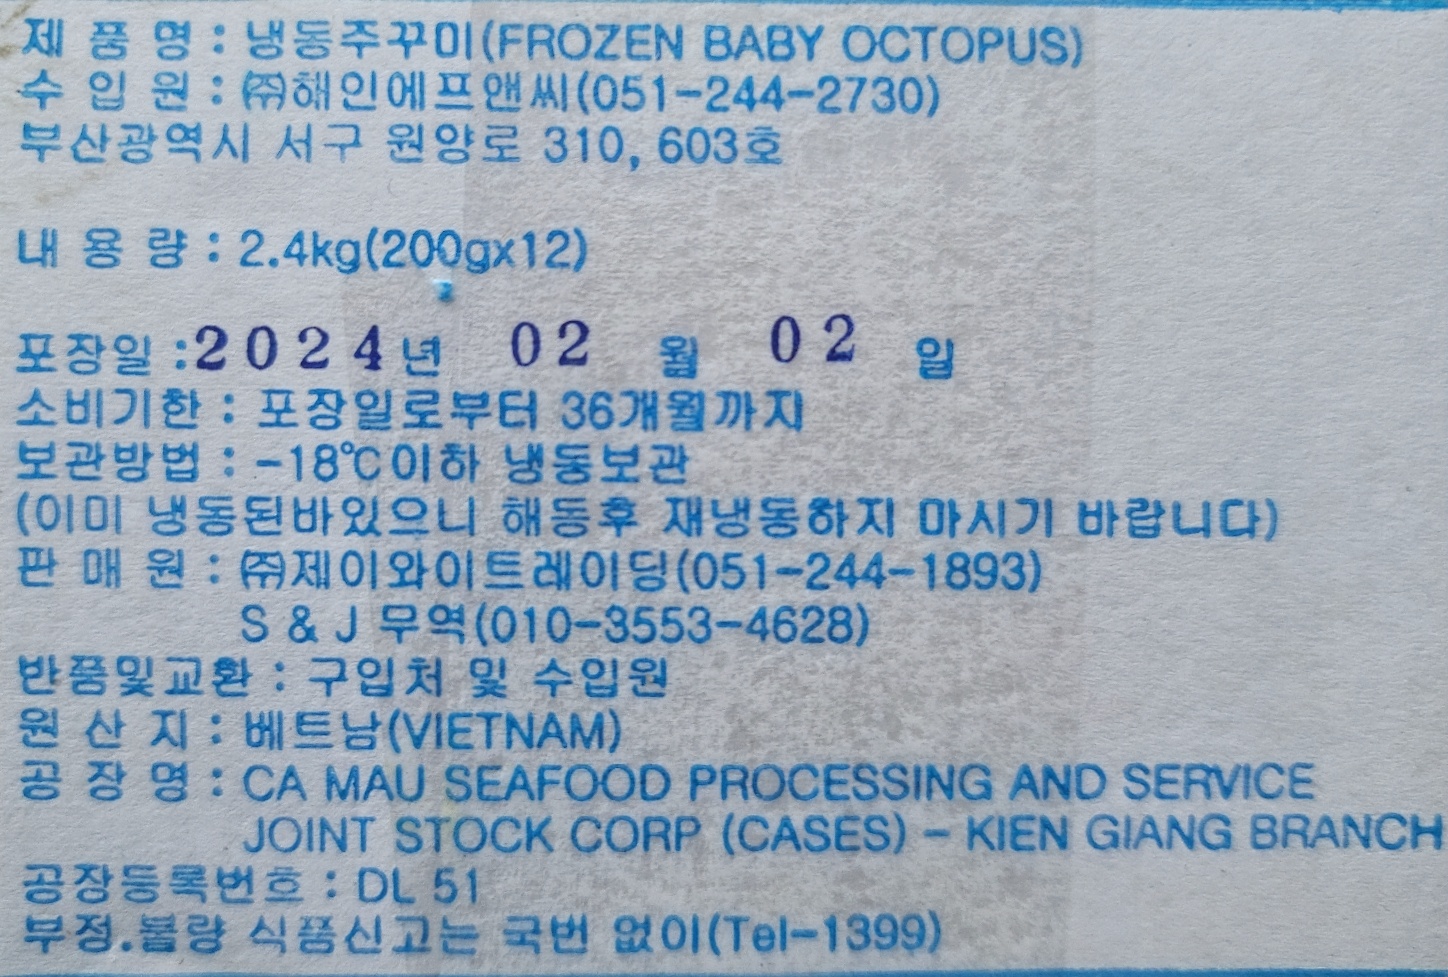 제 품 명 : 냉동주꾸미(FROZEN BABY OCTOPUS)
수 입 원 : ㈜해인에프앤씨(051-244-2730)
부산광역시 서구 원양로 310, 603호
내 용 량 : 2.4kg(200gx12)
포장일 :2024년 02 월 02 일
소비기한 : 포장일로부터 36개월까지
보관방법 : -18℃이하 냉동보관
(이미 냉동된바있으니 해동후 재냉동하지 마시기 바랍니다)
판 매 원 : ㈜제이와이트레이딩(051-244-1893)
S & J 무역(010-3553-4628)
반품및교환 : 구입처 및 수입원
원 산 지 : 베트남(VIETNAM)
공 장 명 : CA MAU SEAFOOD PROCESSING AND SERVICE
JOINT STOCK CORP (CASES) - KIEN GIANG BRANCH
공장등록번호 : DL 51
부정.불량 식품신고는 국번 없이(Tel-1399)